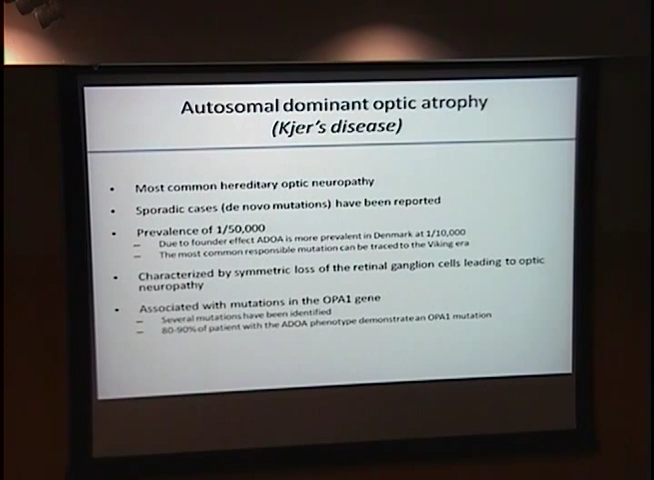 Autosomal dominant optic atrophy
(Kjer's disease)
• Most common hereditary optic neuropathy
• Sporadic cases (de novo mutations) have been reported
• Prevalence of 1/50,000
– Due to founder effect ADOA is more prevalent in Denmark at 1/10,000
– The most common responsible mutation can be traced to the Viking era
• Characterized by symmetric loss of the retinal ganglion cells leading to optic
neuropathy
• Associated with mutations in the OPA1 gene
– Several mutations have been identified
– 80-90% of patient with the ADOA phenotype demonstrate an OPA1 mutation